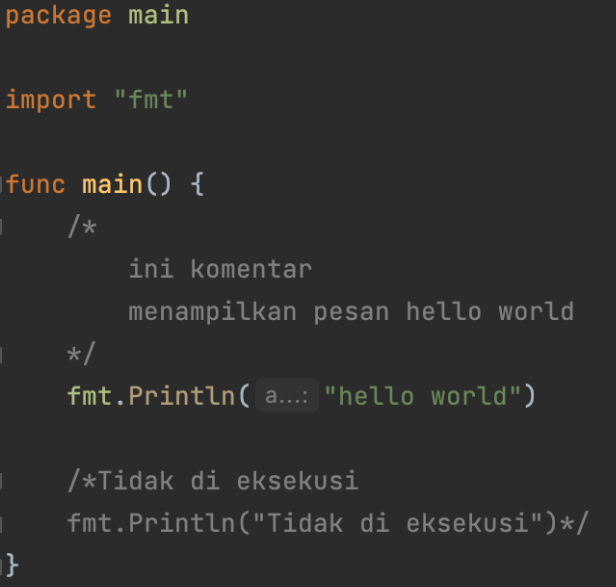 package main
import "fmt"
func main() {
/*
ini komentar
menampilkan pesan hello world
*/
fmt.Println( a...: "hello world")
/*Tidak di eksekusi
fmt.Println("Tidak di eksekusi")*/
}